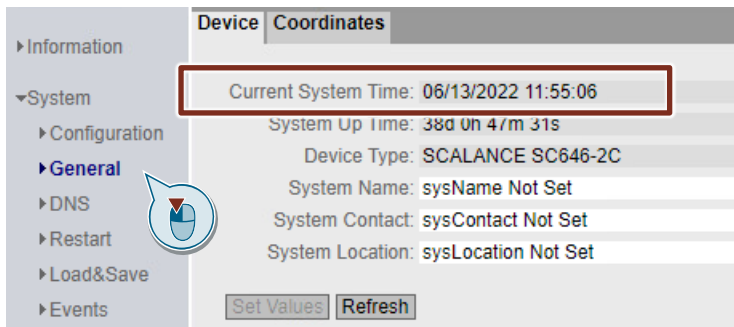 Information
System
Configuration
General
DNS
Restart
Load&Save
Events
Device Coordinates
Current System Time: 06/13/2022 11:55:06
System Up Time: 38d 0h 47m 31s
Device Type: SCALANCE SC646-2C
System Name: sysName Not Set
System Contact: sysContact Not Set
System Location: sysLocation Not Set
Set Values Refresh